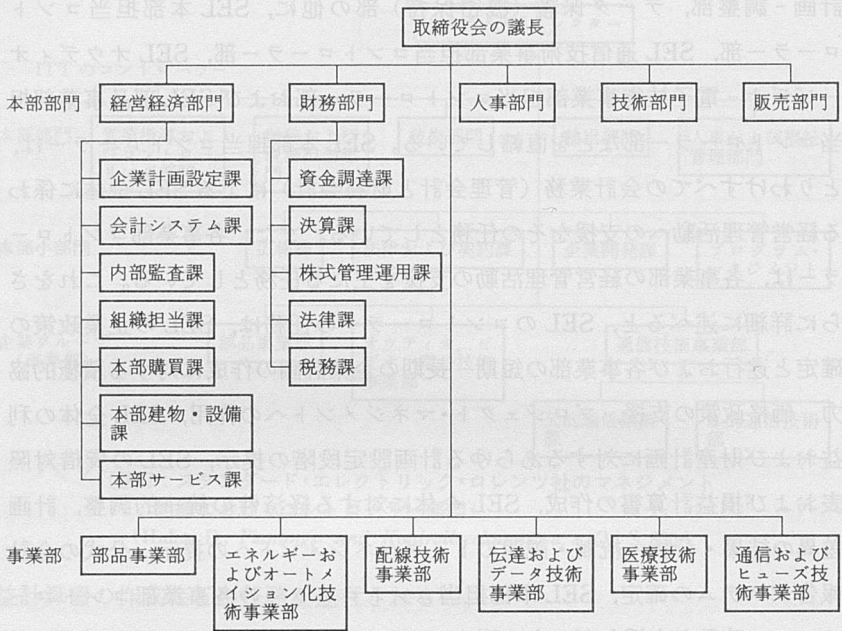 取締役会の議長
本部部門
経営経済部門
財務部門
人事部門
技術部門
販売部門
企業計画設定課
資金調達課
会計システム課
決算課
内部監査課
株式管理運用課
組織担当課
法律課
本部購買課
税務課
本部建物・設備
課
本部サービス課
事業部
部品事業部
エネルギーお
よびオートメ
イション化技
術事業部
配線技術
事業部
伝達および
データ技術
事業部
医療技術
事業部
通信および
ヒューズ技
術事業部